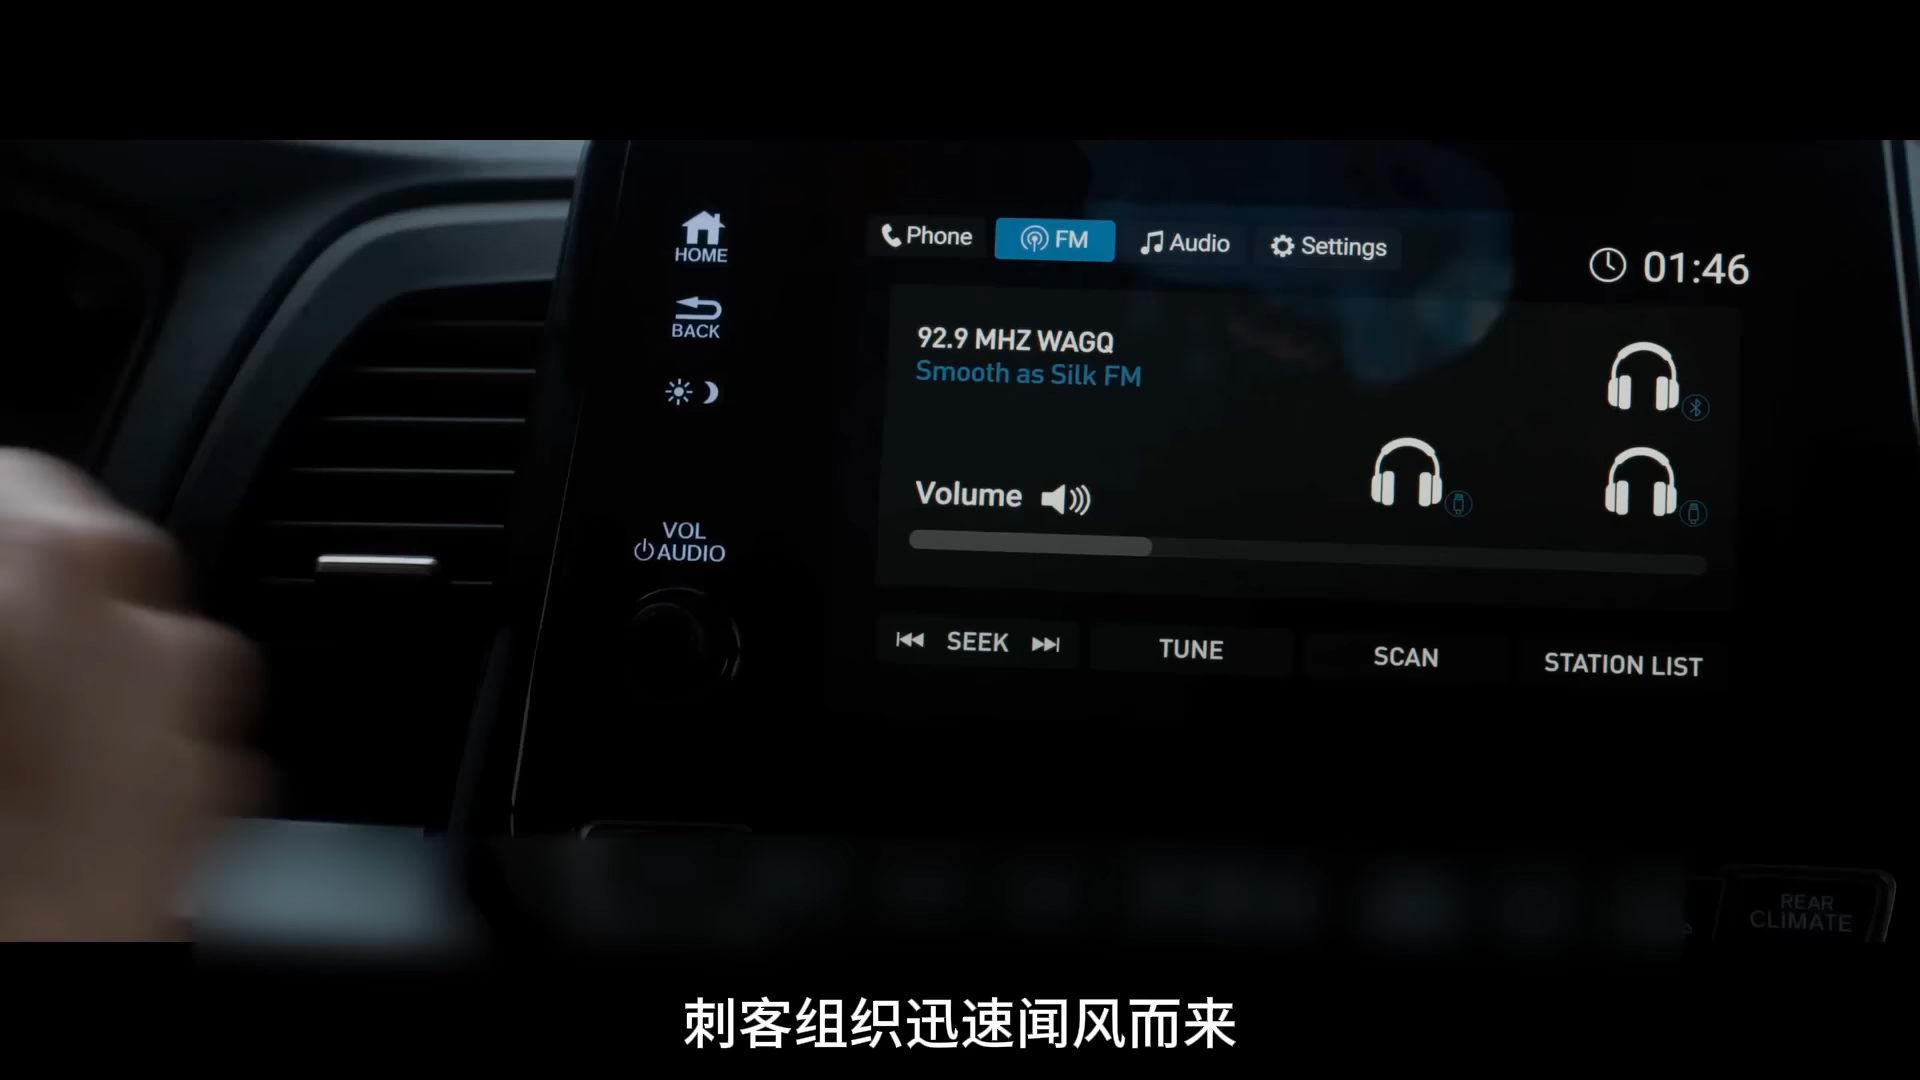 HOME
BACK
VOL
AUDIO
Phone
FM
Audio
Settings
01:46
92.9 MHZ WAGQ
Smooth as Silk FM
Volume
SEEK
TUNE
SCAN
STATION LIST
REAR
CLIMATE
刺客组织迅速闻风而来